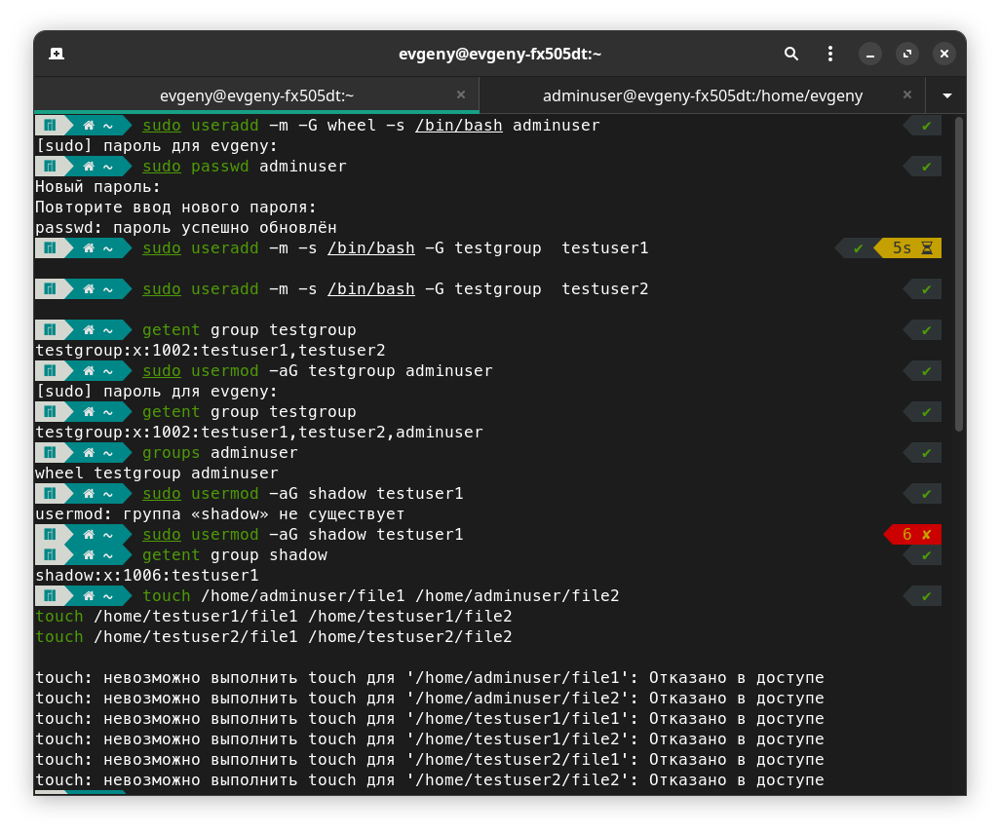 evgeny@evgeny-fx505dt:~
evgeny@evgeny-fx505dt:~
adminuser@evgeny-fx505dt:/home/evgeny
~ sudo useradd -m -G wheel -s /bin/bash adminuser ✔
[sudo] пароль для evgeny:
~ sudo passwd adminuser ✔
Новый пароль:
Повторите ввод нового пароля:
passwd: пароль успешно обновлён
~ sudo useradd -m -s /bin/bash -G testgroup  testuser1 ✔ 5s
~ sudo useradd -m -s /bin/bash -G testgroup  testuser2 ✔
~ getent group testgroup ✔
testgroup:x:1002:testuser1,testuser2
~ sudo usermod -aG testgroup adminuser ✔
[sudo] пароль для evgeny:
~ getent group testgroup ✔
testgroup:x:1002:testuser1,testuser2,adminuser
~ groups adminuser ✔
wheel testgroup adminuser
~ sudo usermod -aG shadow testuser1 ✔
usermod: группа «shadow» не существует
~ sudo usermod -aG shadow testuser1 6 ✘
~ getent group shadow ✔
shadow:x:1006:testuser1
~ touch /home/adminuser/file1 /home/adminuser/file2 ✔
touch /home/testuser1/file1 /home/testuser1/file2
touch /home/testuser2/file1 /home/testuser2/file2
touch: невозможно выполнить touch для '/home/adminuser/file1': Отказано в доступе
touch: невозможно выполнить touch для '/home/adminuser/file2': Отказано в доступе
touch: невозможно выполнить touch для '/home/testuser1/file1': Отказано в доступе
touch: невозможно выполнить touch для '/home/testuser1/file2': Отказано в доступе
touch: невозможно выполнить touch для '/home/testuser2/file1': Отказано в доступе
touch: невозможно выполнить touch для '/home/testuser2/file2': Отказано в доступе